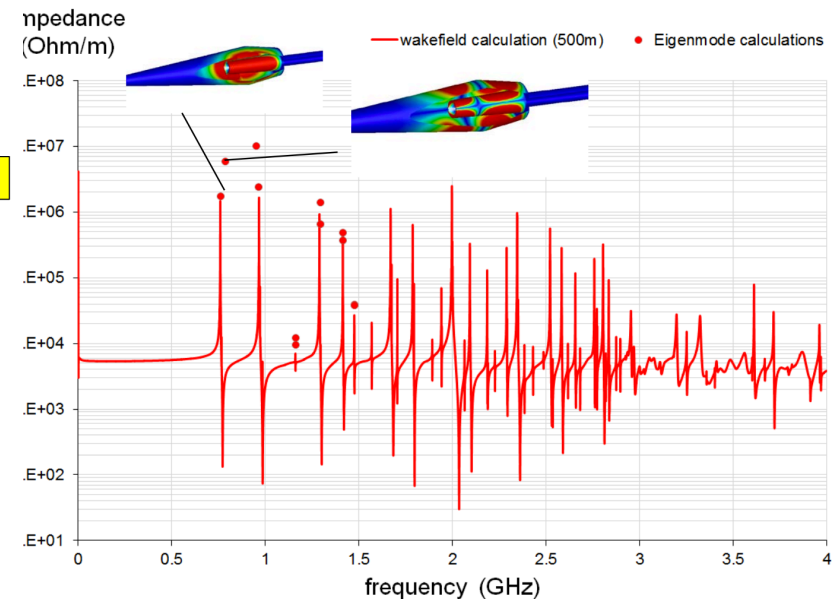 mpedance
(Ohm/m)
wakefield calculation (500m)
Eigenmode calculations
.E+08
.E+07
.E+06
.E+05
.E+04
.E+03
.E+02
.E+01
0 0.5 1 1.5 2 2.5 3 3.5 4
frequency (GHz)